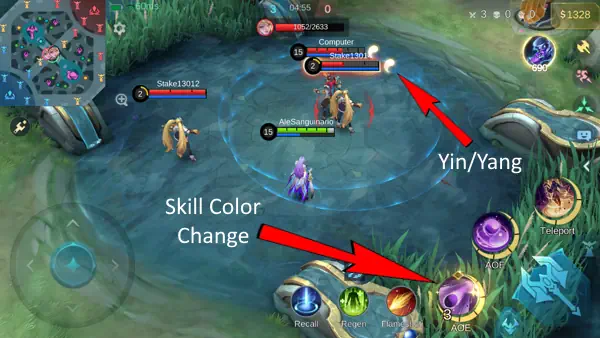 60ms
3
04:55
0
1052/2633
3
0
0
$1328
Computer
15
Stake1301
2
690
Stake13012
2
AleSanguinario
15
Yin/Yang
Skill Color
Change
Teleport
AOE
3
AOE
Recall
Regen